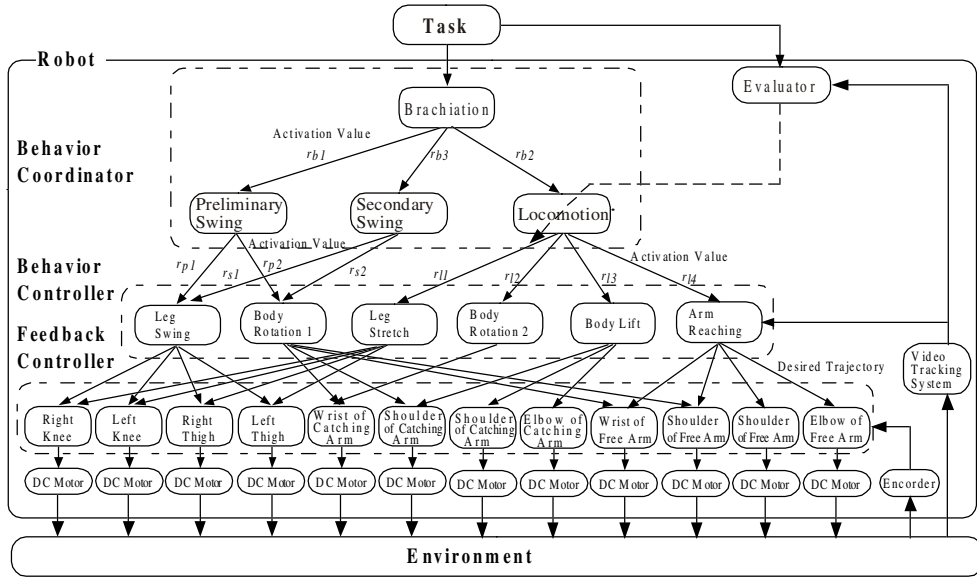 Task
Robot
Evaluator
Brachiation
Activation Value
rb1
rb3
rb2
Behavior
Coordinator
Preliminary
Swing
Secondary
Swing
Locomotion
Activation Value
Activation Value
rp1
rs1
rp2
rs2
rl1
rl2
rl3
rl4
Behavior
Controller
Leg
Swing
Body
Rotation 1
Leg
Stretch
Body
Rotation 2
Body Lift
Arm
Reaching
Feedback
Controller
Desired Trajectory
Video
Tracking
System
Right
Knee
Left
Knee
Right
Thigh
Left
Thigh
Wrist of
Catching
Arm
Shoulder
of Catching
Arm
Shoulder
of Catching
Arm
Elbow of
Catching
Arm
Wrist of
Free Arm
Shoulder
of Free Arm
Shoulder
of Free Arm
Elbow of
Free Arm
DC Motor
DC Motor
DC Motor
DC Motor
DC Motor
DC Motor
DC Motor
DC Motor
DC Motor
DC Motor
DC Motor
DC Motor
Encorder
Environment